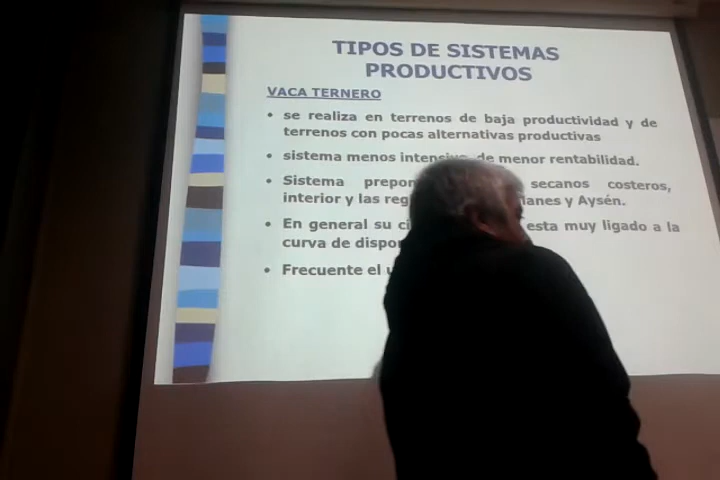 TIPOS DE SISTEMAS
PRODUCTIVOS
VACA TERNERO
• se realiza en terrenos de baja productividad y de
terrenos con pocas alternativas productivas
• sistema menos de menor rentabilidad.
• Sistema secanos costeros,
interior y las y Aysén.
• En general su esta muy ligado a la
curva de
• Frecuente el